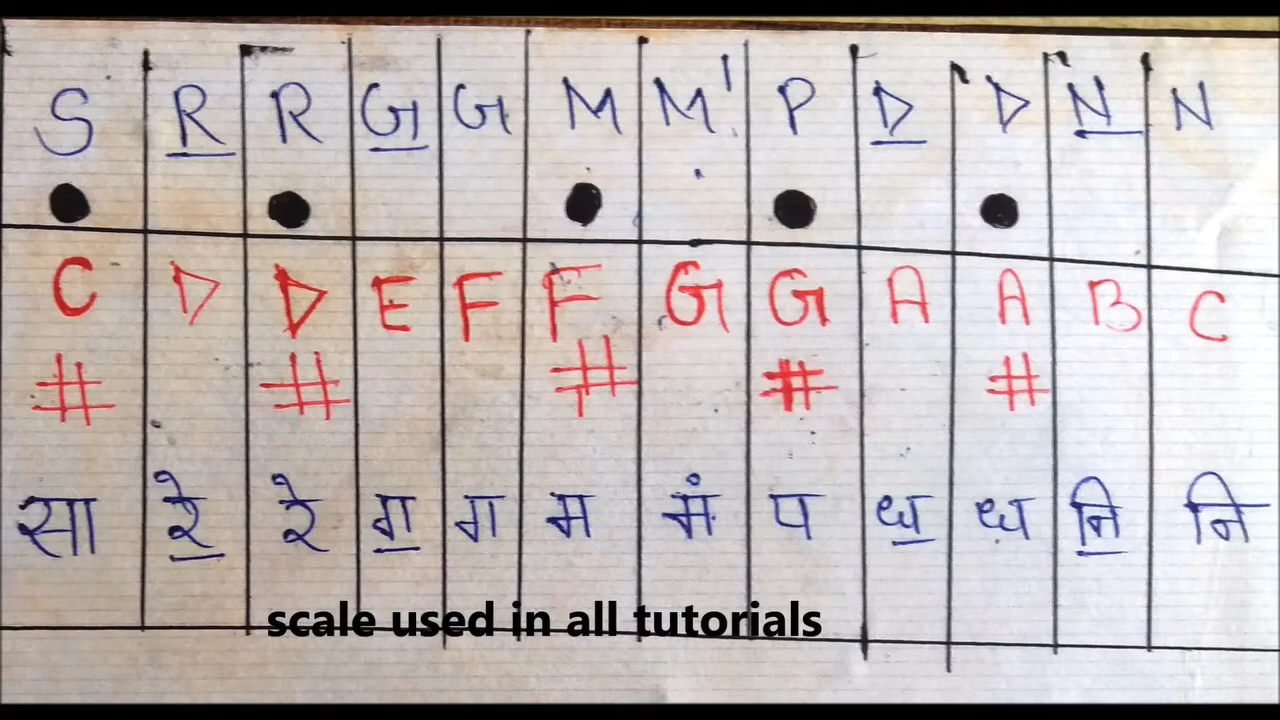 S R R G G M M' P D D N N
C D D E F F G G A A B C
# # # # #
सा रे॒ रे ग॒ ग म मं प ध॒ ध नि॒ नि
scale used in all tutorials